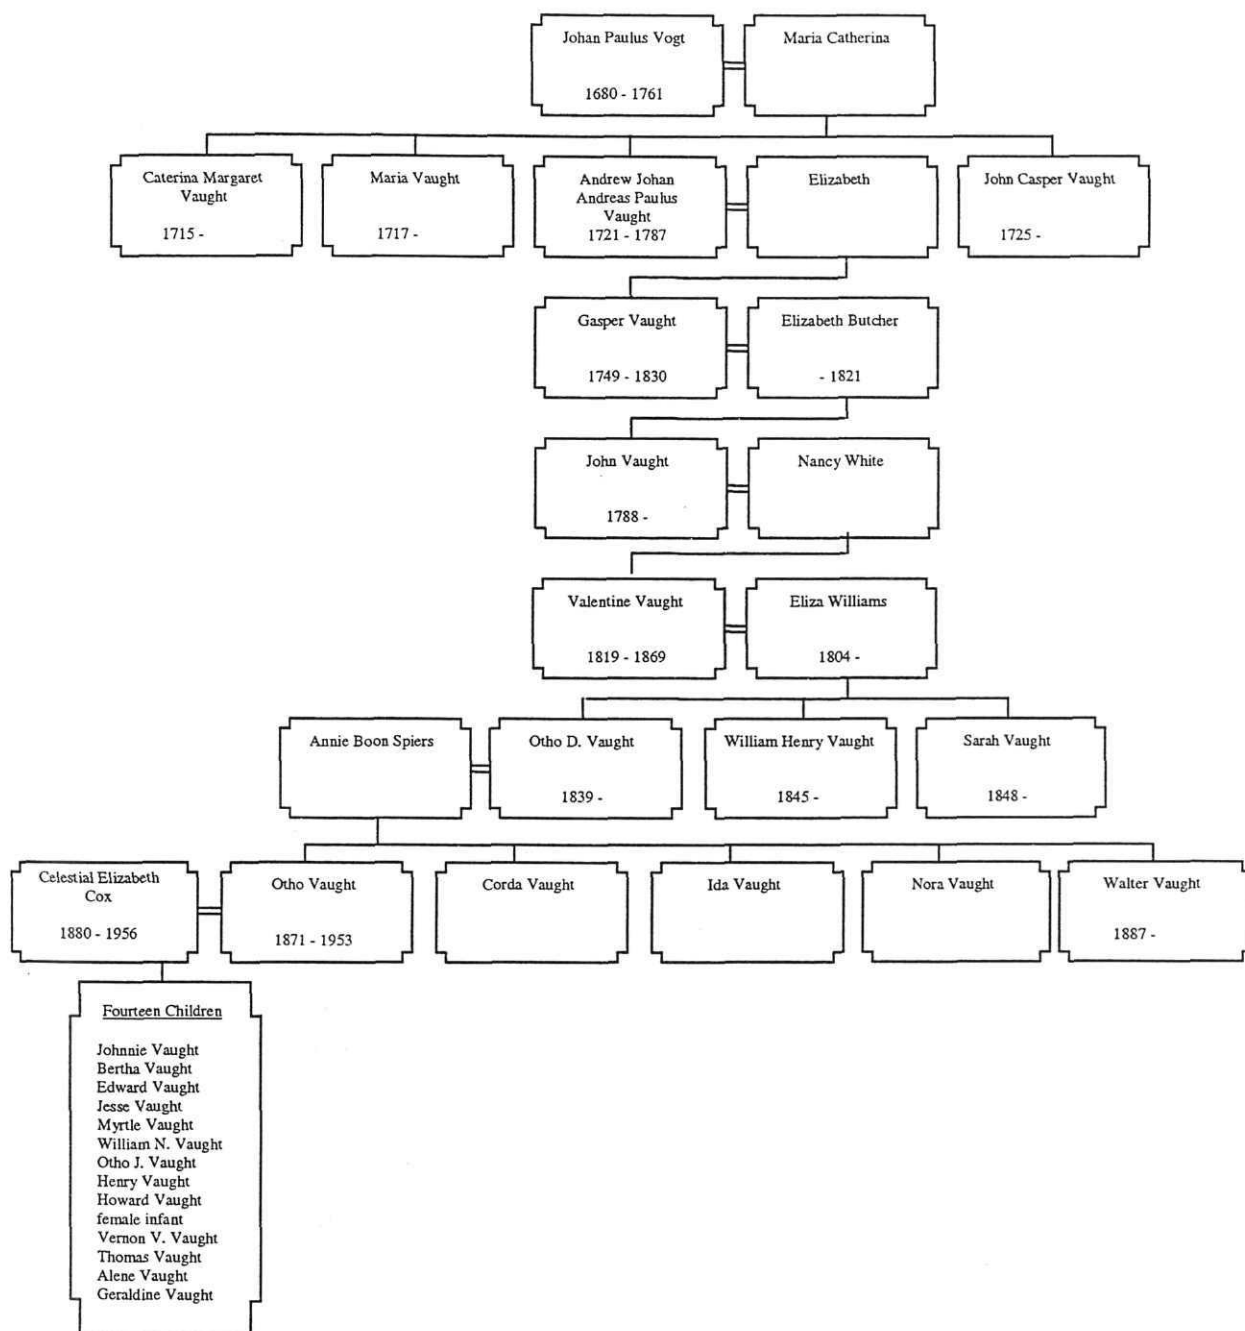 Johan Paulus Vogt
1680 - 1761
Maria Catherina
Caterina Margaret
Vaught
1715 -
Maria Vaught
1717 -
Andrew Johan
Andreas Paulus
Vaught
1721 - 1787
Elizabeth
John Casper Vaught
1725 -
Gasper Vaught
1749 - 1830
Elizabeth Butcher
- 1821
John Vaught
1788 -
Nancy White
Valentine Vaught
1819 - 1869
Eliza Williams
1804 -
Annie Boon Spiers
Otho D. Vaught
1839 -
William Henry Vaught
1845 -
Sarah Vaught
1848 -
Celestial Elizabeth
Cox
1880 - 1956
Otho Vaught
1871 - 1953
Corda Vaught
Ida Vaught
Nora Vaught
Walter Vaught
1887 -
Fourteen Children
Johnnie Vaught
Bertha Vaught
Edward Vaught
Jesse Vaught
Myrtle Vaught
William N. Vaught
Otho J. Vaught
Henry Vaught
Howard Vaught
female infant
Vernon V. Vaught
Thomas Vaught
Alene Vaught
Geraldine Vaught